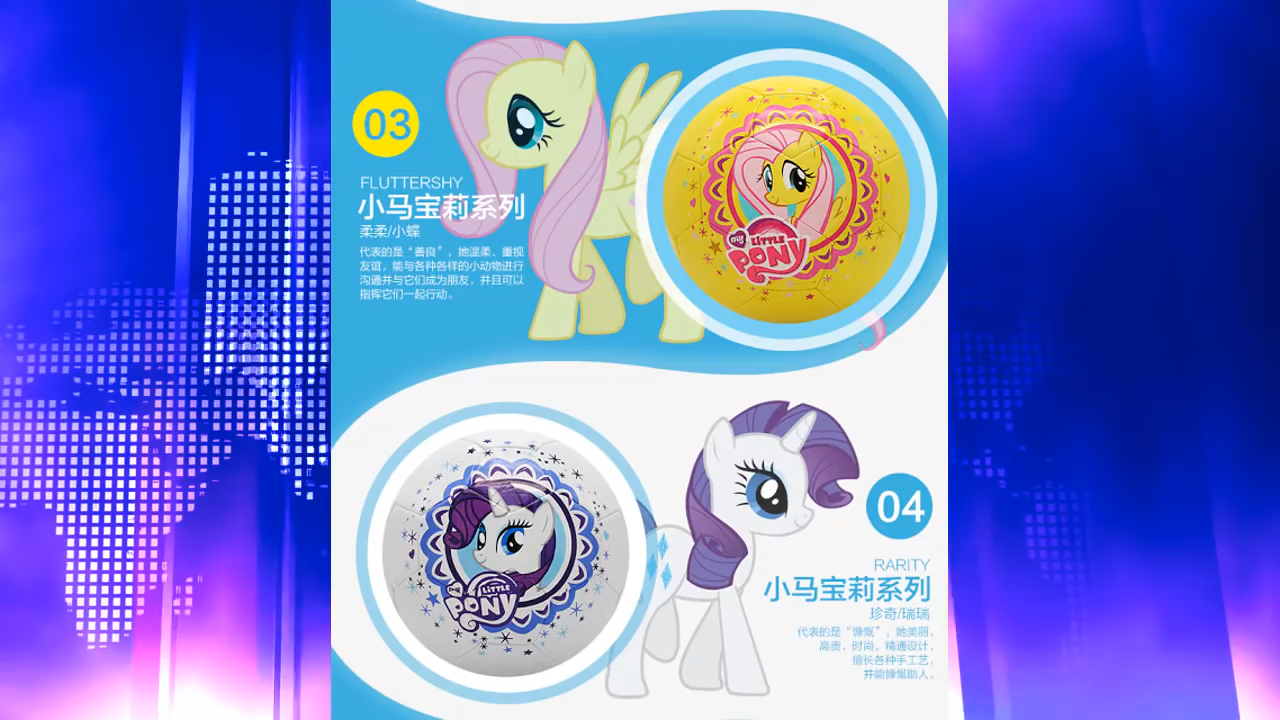 03
FLUTTERSHY
小马宝莉系列
柔柔/小蝶
代表的是“善良”，她温柔、重视
友谊，能与各种各样的小动物进行
沟通并与它们成为朋友，并且可以
指挥它们一起行动。
MY
LITTLE
PONY
MY
LITTLE
PONY
04
RARITY
小马宝莉系列
珍奇/瑞瑞
代表的是“慷慨”，她美丽、
高贵、时尚，精通设计，
擅长各种手工艺，
并能慷慨助人。